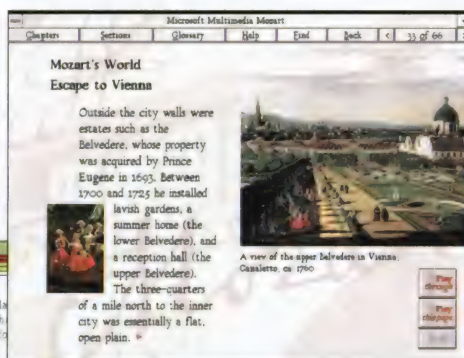 Microsoft Multimedia Mozart
Chapters Sections Glossary Help Find Back < 33 of 66
Mozart's World
Escape to Vienna
Outside the city walls were
estates such as the
Belvedere, whose property
was acquired by Prince
Eugene in 1693. Between
1700 and 1725 he installed
lavish gardens, a
summer home (the
lower Belvedere), and
a reception hall (the
upper Belvedere).
The three-quarters
of a mile north to the inner
city was essentially a flat,
open plain.
A view of the upper Belvedere in Vienna.
Canaletto, ca 1760
Play
through
Play
this page